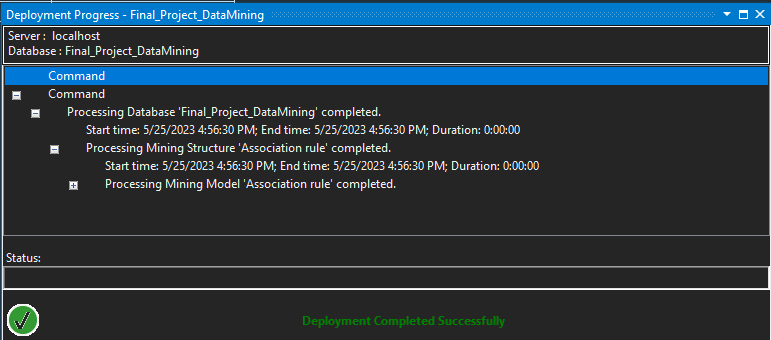 Deployment Progress - Final_Project_DataMining
Server : localhost
Database : Final_Project_DataMining
Command
Command
Processing Database 'Final_Project_DataMining' completed.
Start time: 5/25/2023 4:56:30 PM; End time: 5/25/2023 4:56:30 PM; Duration: 0:00:00
Processing Mining Structure 'Association rule' completed.
Start time: 5/25/2023 4:56:30 PM; End time: 5/25/2023 4:56:30 PM; Duration: 0:00:00
Processing Mining Model 'Association rule' completed.
Status:
Deployment Completed Successfully